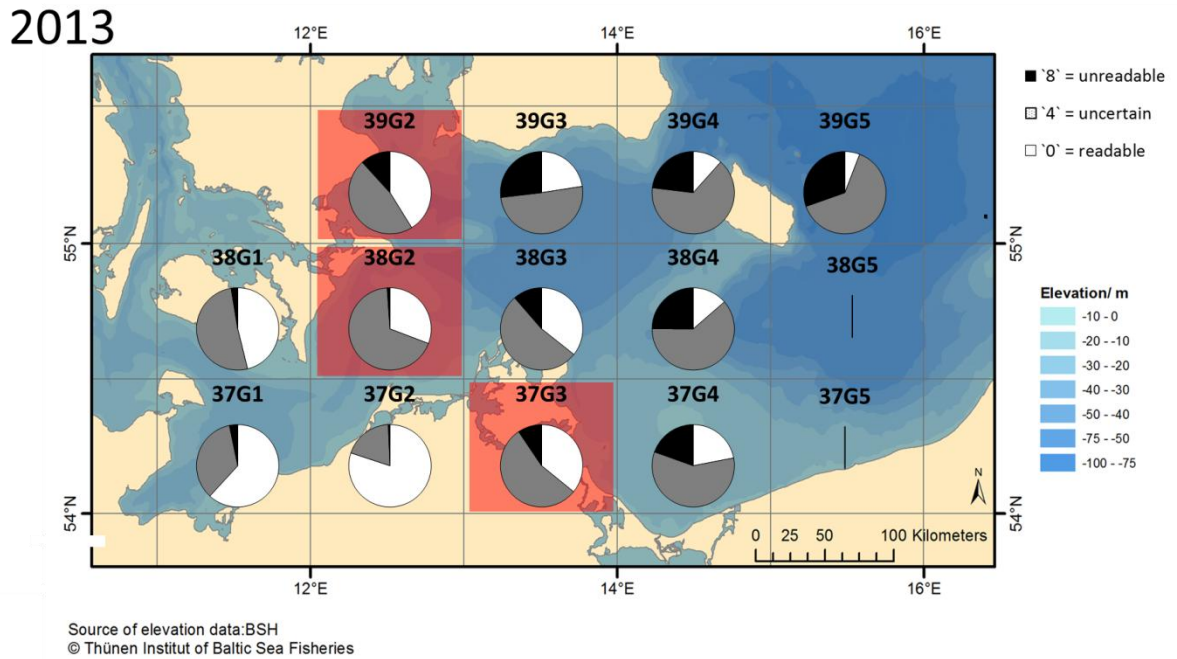 2013
12°E 14°E 16°E
`8` = unreadable
`4` = uncertain
`0` = readable
39G2 39G3 39G4 39G5
55°N 55°N
38G1 38G2 38G3 38G4 38G5
Elevation/ m
-10 - 0
-20 - -10
-30 - -20
-40 - -30
-50 - -40
-75 - -50
-100 - -75
37G1 37G2 37G3 37G4 37G5
N
54°N 54°N
0 25 50 100 Kilometers
12°E 14°E 16°E
Source of elevation data:BSH
© Thünen Institut of Baltic Sea Fisheries